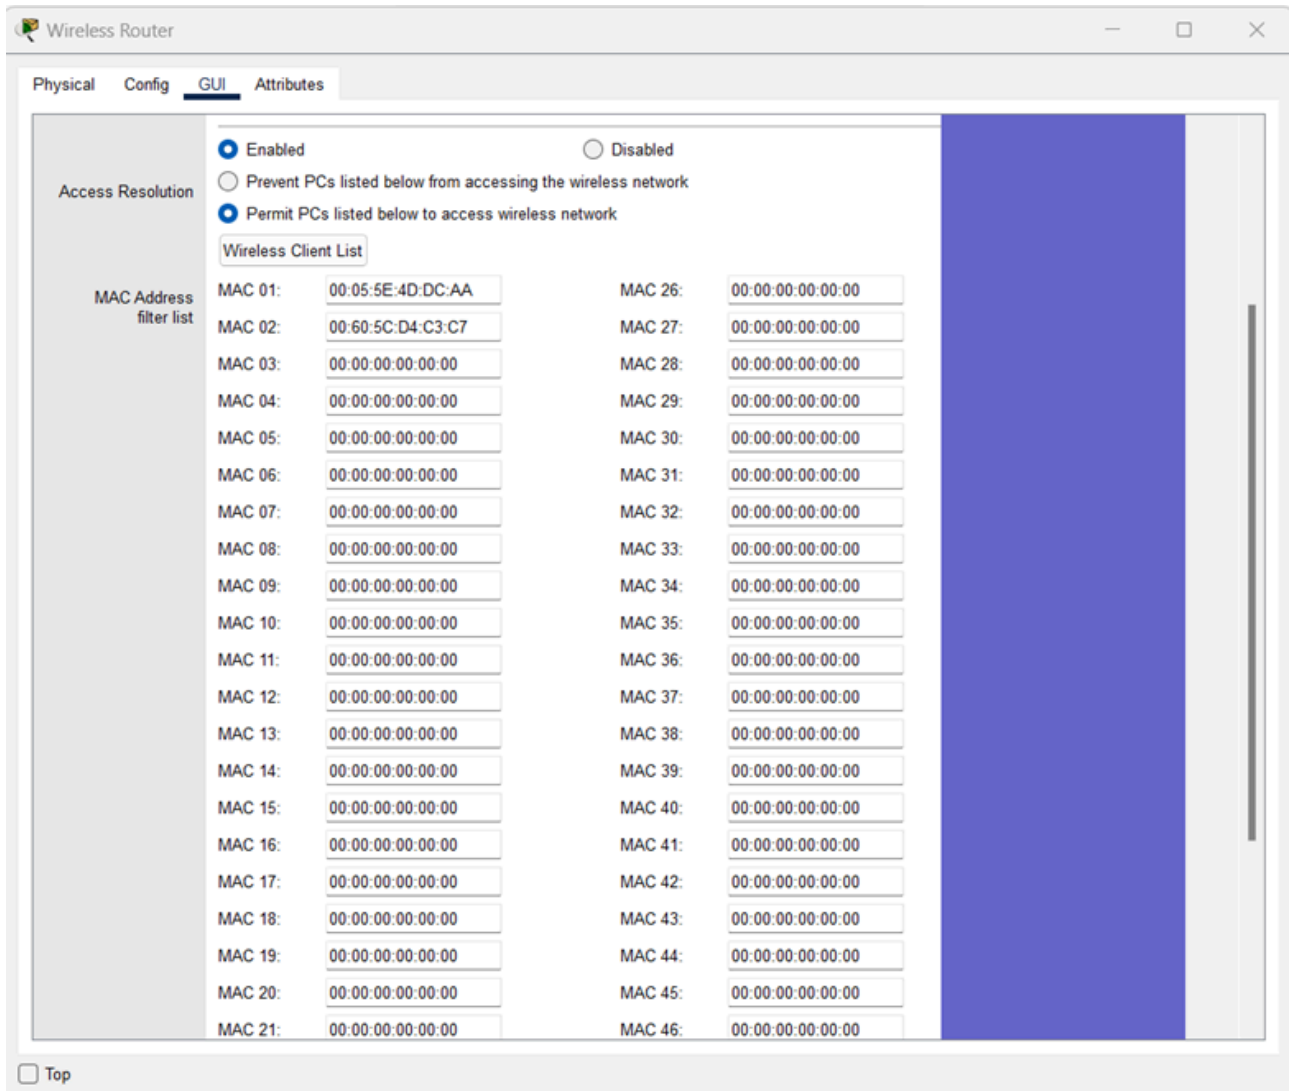 Wireless Router
Physical Config GUI Attributes
Enabled Disabled
Access Resolution
Prevent PCs listed below from accessing the wireless network
Permit PCs listed below to access wireless network
Wireless Client List
MAC Address
filter list
MAC 01: 00:05:5E:4D:DC:AA MAC 26: 00:00:00:00:00:00
MAC 02: 00:60:5C:D4:C3:C7 MAC 27: 00:00:00:00:00:00
MAC 03: 00:00:00:00:00:00 MAC 28: 00:00:00:00:00:00
MAC 04: 00:00:00:00:00:00 MAC 29: 00:00:00:00:00:00
MAC 05: 00:00:00:00:00:00 MAC 30: 00:00:00:00:00:00
MAC 06: 00:00:00:00:00:00 MAC 31: 00:00:00:00:00:00
MAC 07: 00:00:00:00:00:00 MAC 32: 00:00:00:00:00:00
MAC 08: 00:00:00:00:00:00 MAC 33: 00:00:00:00:00:00
MAC 09: 00:00:00:00:00:00 MAC 34: 00:00:00:00:00:00
MAC 10: 00:00:00:00:00:00 MAC 35: 00:00:00:00:00:00
MAC 11: 00:00:00:00:00:00 MAC 36: 00:00:00:00:00:00
MAC 12: 00:00:00:00:00:00 MAC 37: 00:00:00:00:00:00
MAC 13: 00:00:00:00:00:00 MAC 38: 00:00:00:00:00:00
MAC 14: 00:00:00:00:00:00 MAC 39: 00:00:00:00:00:00
MAC 15: 00:00:00:00:00:00 MAC 40: 00:00:00:00:00:00
MAC 16: 00:00:00:00:00:00 MAC 41: 00:00:00:00:00:00
MAC 17: 00:00:00:00:00:00 MAC 42: 00:00:00:00:00:00
MAC 18: 00:00:00:00:00:00 MAC 43: 00:00:00:00:00:00
MAC 19: 00:00:00:00:00:00 MAC 44: 00:00:00:00:00:00
MAC 20: 00:00:00:00:00:00 MAC 45: 00:00:00:00:00:00
MAC 21: 00:00:00:00:00:00 MAC 46: 00:00:00:00:00:00
Top